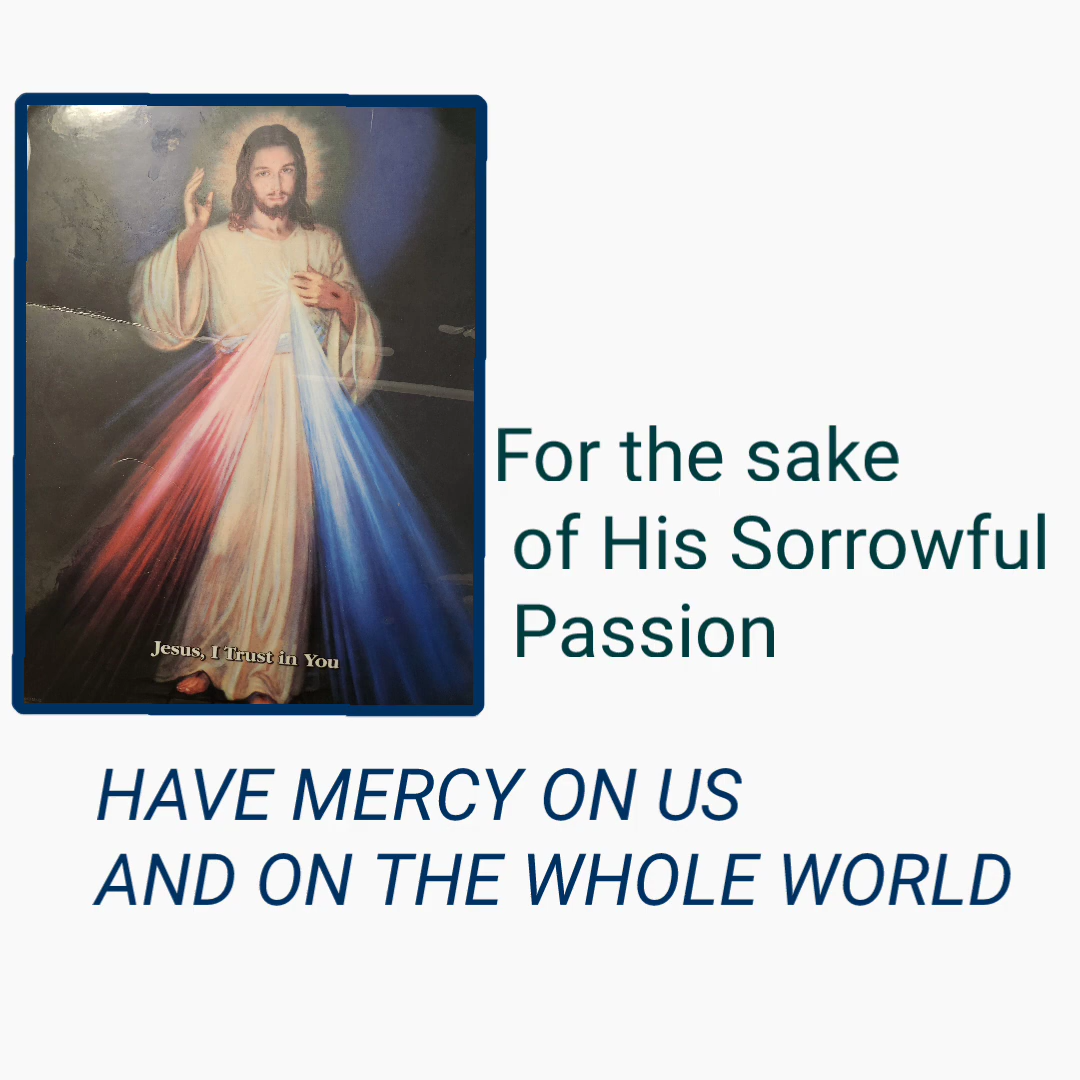 Jesus, I Trust in You
For the sake
of His Sorrowful
Passion
HAVE MERCY ON US
AND ON THE WHOLE WORLD